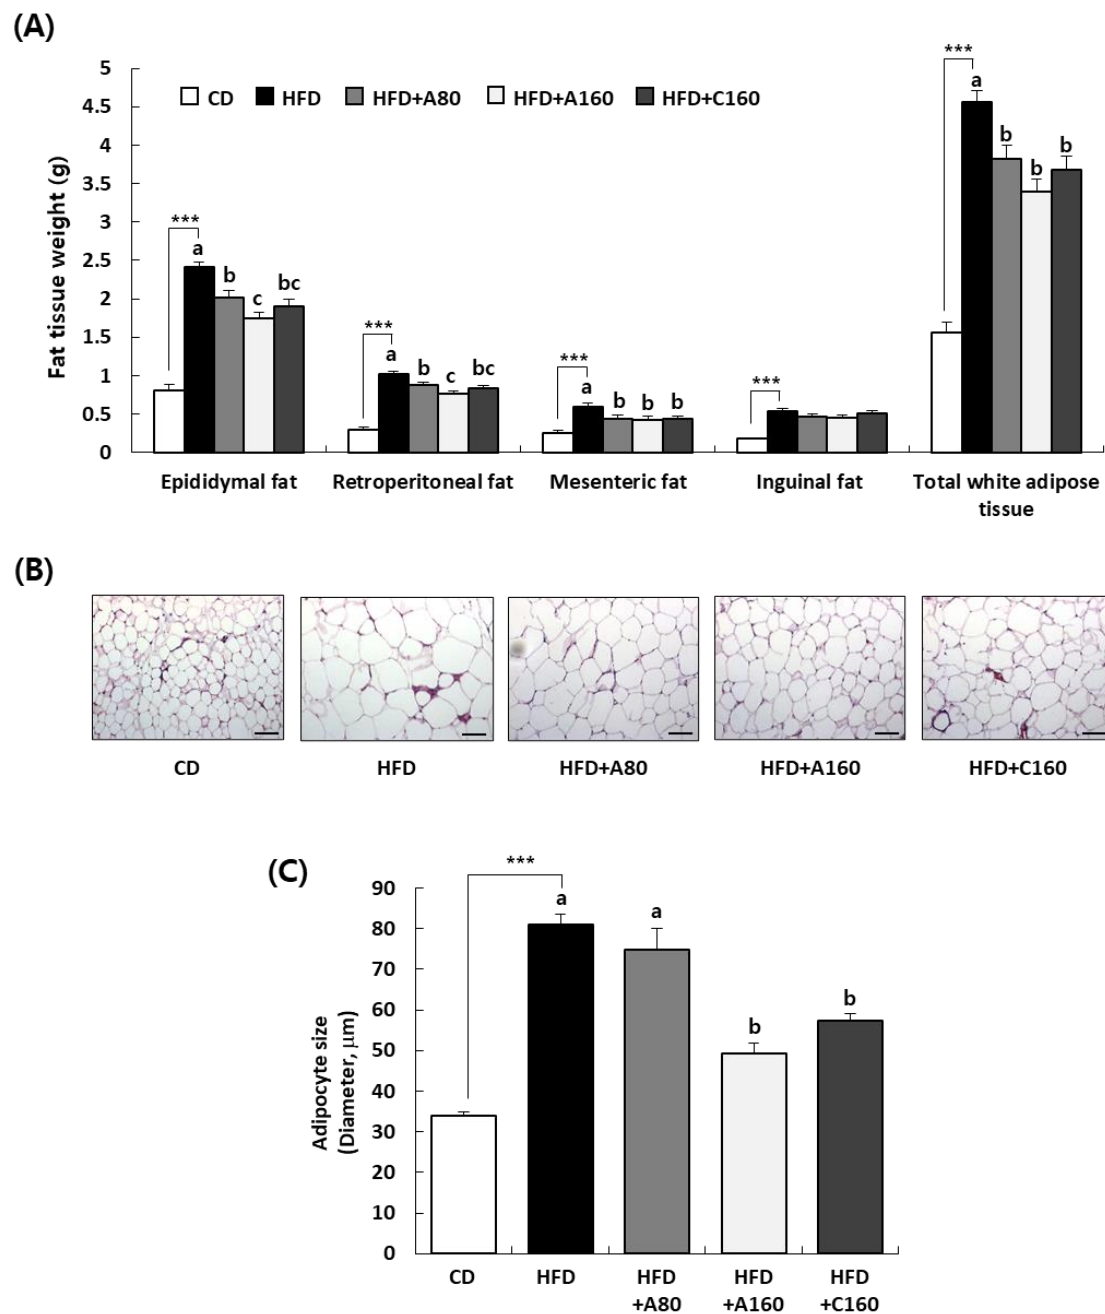 (A)
5
4.5
4
3.5
3
2.5
2
1.5
1
0.5
0
Fat tissue weight (g)
CD HFD HFD+A80 HFD+A160 HFD+C160
*** a b c bc
*** a b c bc
*** a b b b
***
*** a b b b
Epididymal fat Retroperitoneal fat Mesenteric fat Inguinal fat Total white adipose
tissue
(B)
CD HFD HFD+A80 HFD+A160 HFD+C160
(C)
90
80
70
60
50
40
30
20
10
0
Adipocyte size
(Diameter, μm)
*** a a b b
CD HFD HFD HFD HFD
+A80 +A160 +C160